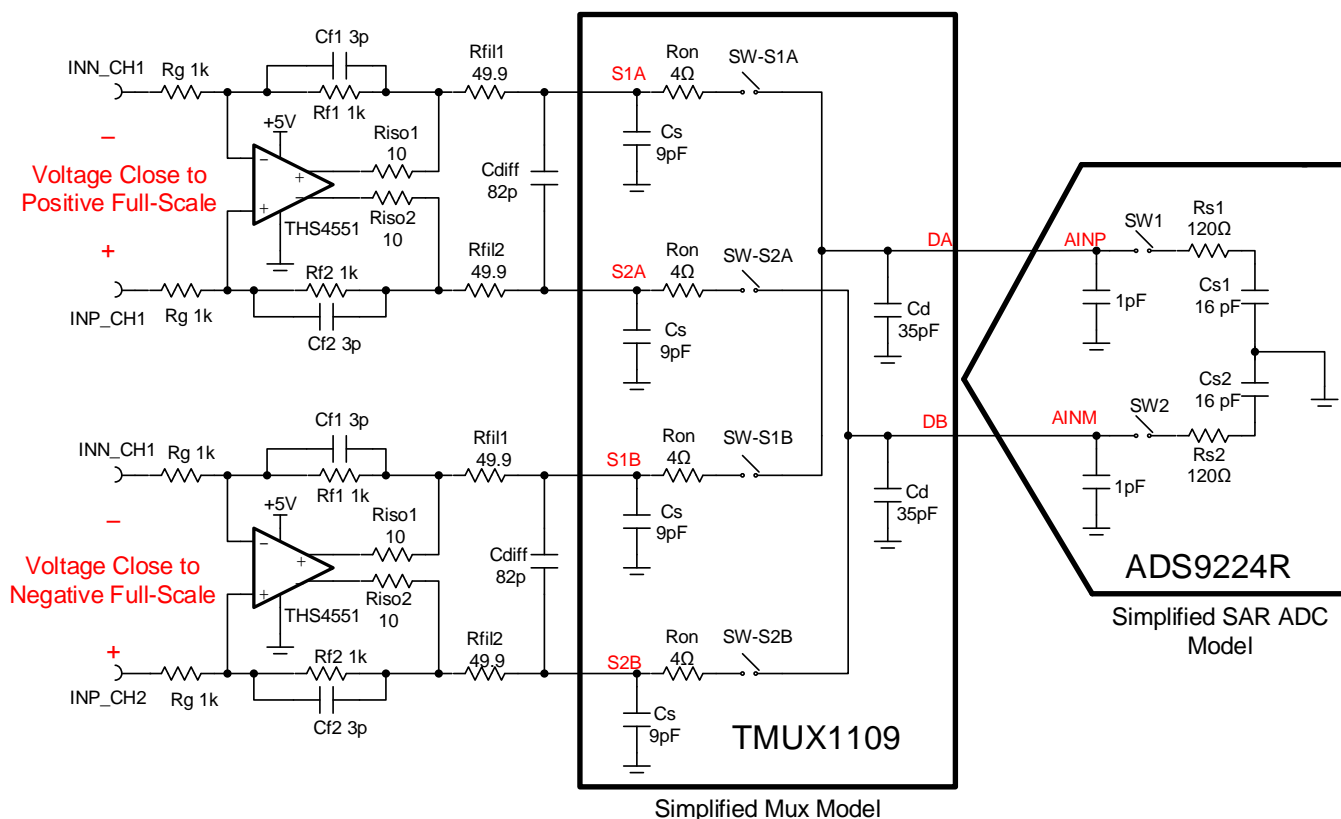 Cf1 3p
Rf1 1k
INN_CH1
Rg 1k
Rfil1
49.9
−
Voltage Close to
Positive Full-Scale
+
+5V
−
+
+
−
THS4551
Riso1
10
Riso2
10
Cdiff
82p
Rfil2
49.9
INP_CH1
Rg 1k
Rf2 1k
Cf2 3p
S1A
Ron
4Ω
SW-S1A
Cs
9pF
S2A
Ron
4Ω
SW-S2A
Cs
9pF
DA
Cd
35pF
DB
Cd
35pF
AINP
SW1
Rs1
120Ω
1pF
Cs1
16 pF
Cs2
16 pF
AINM
SW2
Rs2
120Ω
1pF
ADS9224R
Simplified SAR ADC
Model
Cf1 3p
Rf1 1k
INN_CH1
Rg 1k
Rfil1
49.9
−
Voltage Close to
Negative Full-Scale
+
+5V
−
+
+
−
THS4551
Riso1
10
Riso2
10
Cdiff
82p
Rfil2
49.9
INP_CH2
Rg 1k
Rf2 1k
Cf2 3p
S1B
Ron
4Ω
SW-S1B
Cs
9pF
S2B
Ron
4Ω
SW-S2B
Cs
9pF
TMUX1109
Simplified Mux Model